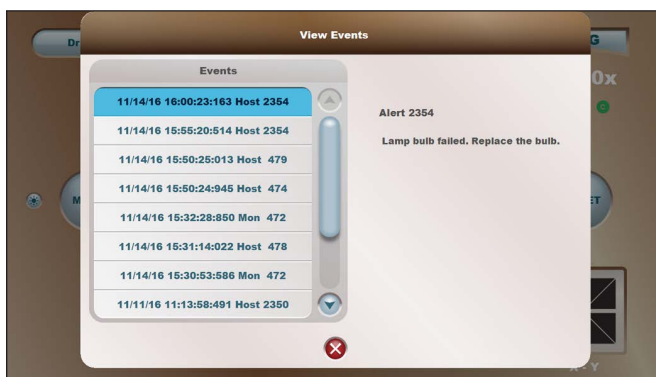 View Events
Dr
G
Events
0x
11/14/16 16:00:23:163 Host 2354
Alert 2354
11/14/16 15:55:20:514 Host 2354
Lamp bulb failed. Replace the bulb.
11/14/16 15:50:25:013 Host 479
11/14/16 15:50:24:945 Host 474
M
ET
11/14/16 15:32:28:850 Mon 472
11/14/16 15:31:14:022 Host 478
11/14/16 15:30:53:586 Mon 472
11/11/16 11:13:58:491 Host 2350
X - Y